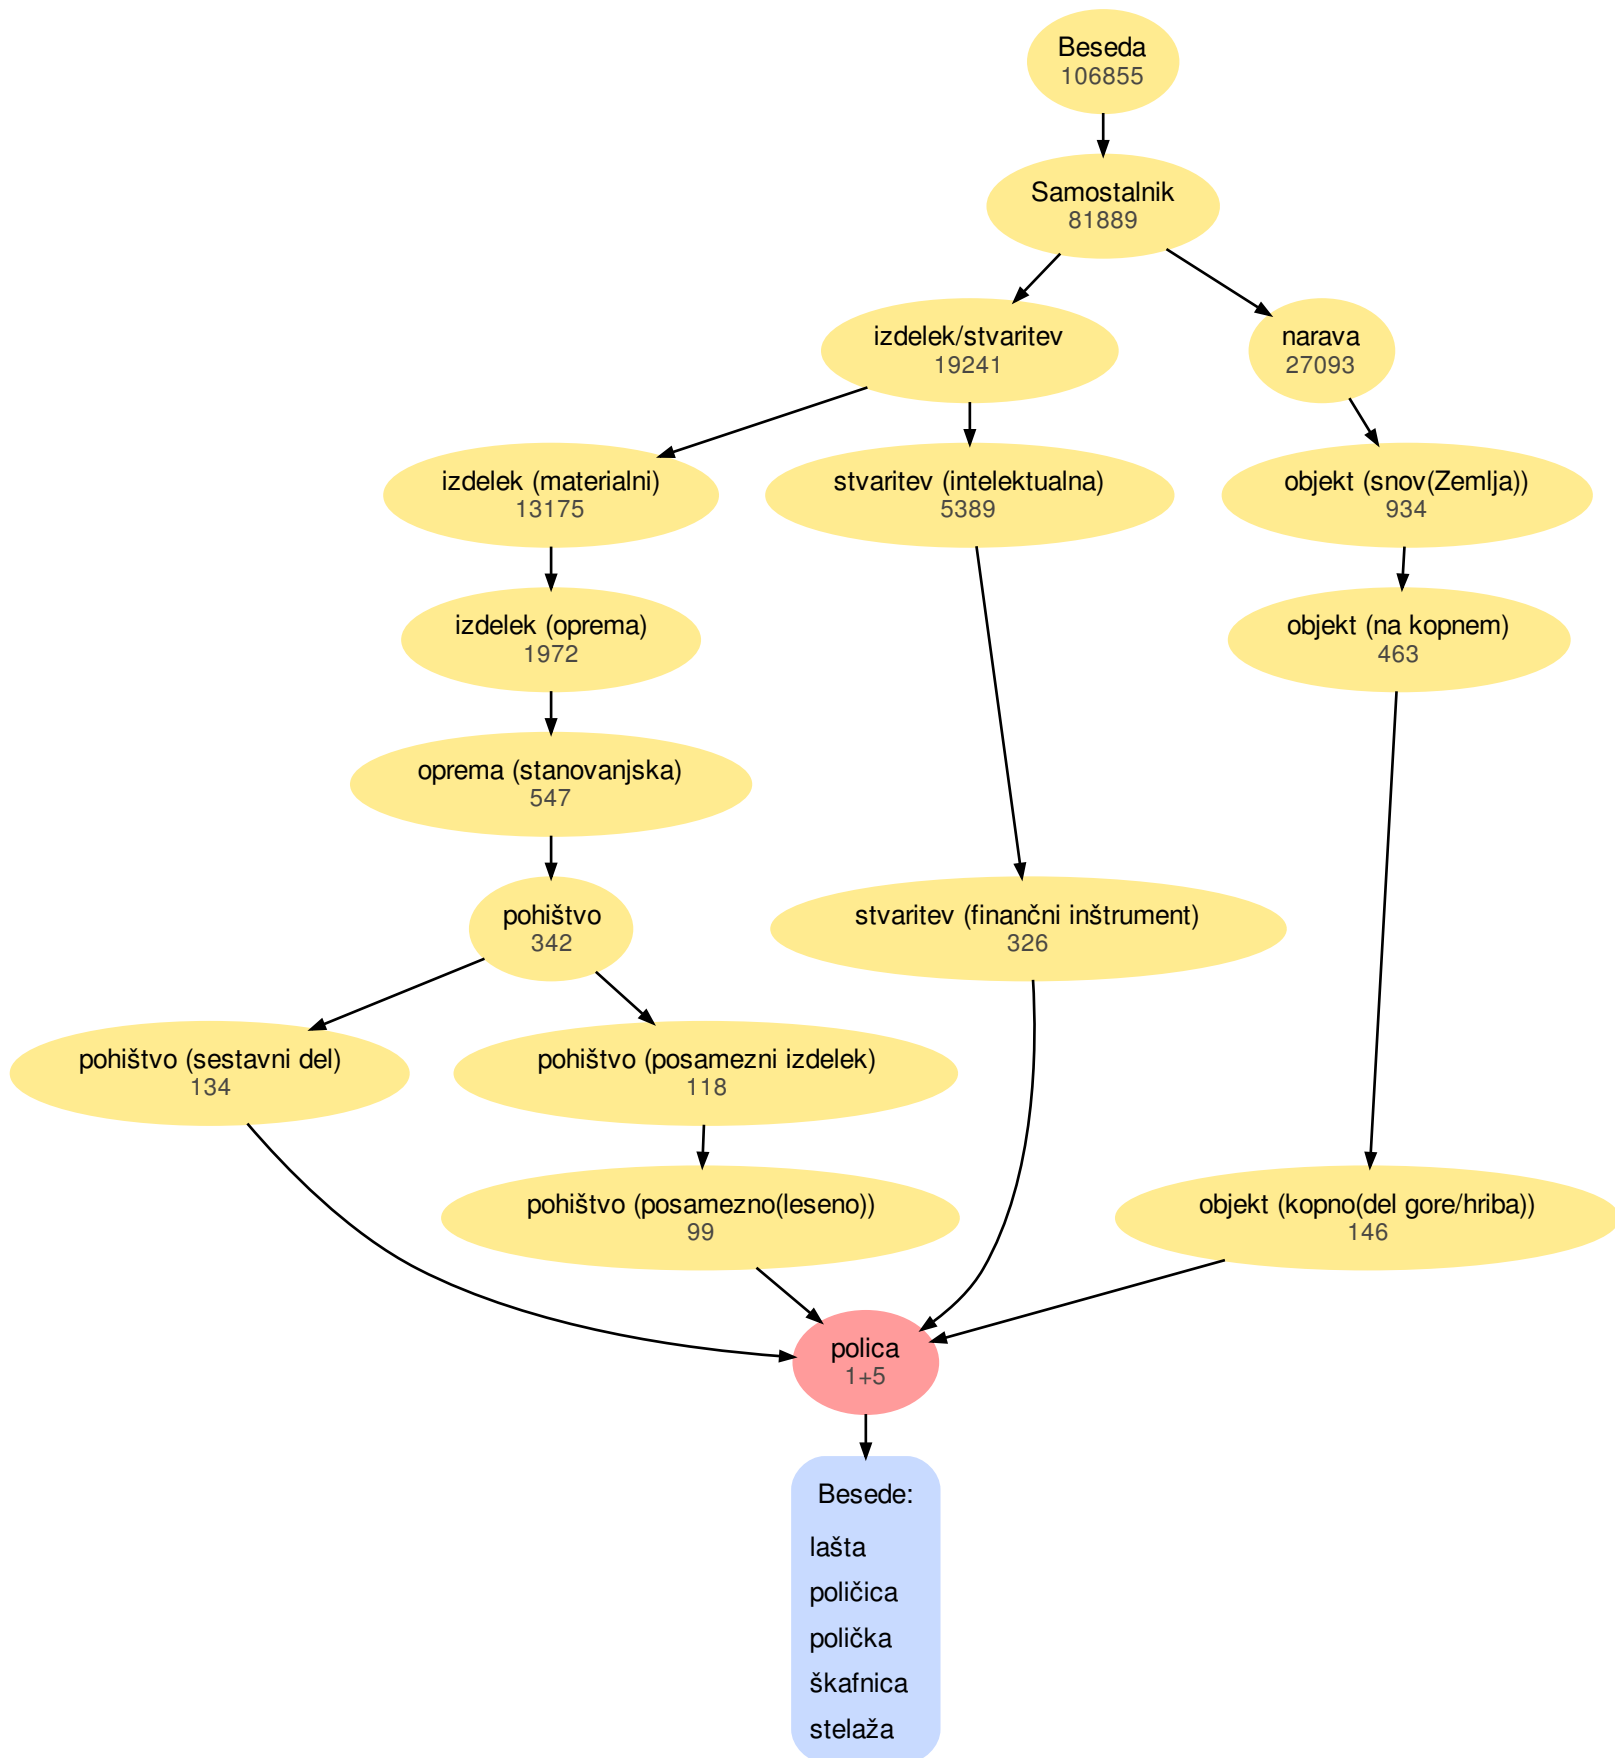 Beseda
106855
Samostalnik
81889
izdelek/stvaritev
19241
narava
27093
izdelek (materialni)
13175
stvaritev (intelektualna)
5389
objekt (snov(Zemlja))
934
izdelek (oprema)
1972
objekt (na kopnem)
463
oprema (stanovanjska)
547
pohištvo
342
stvaritev (finančni inštrument)
326
pohištvo (sestavni del)
134
pohištvo (posamezni izdelek)
118
pohištvo (posamezno(leseno))
99
objekt (kopno(del gore/hriba))
146
polica
1+5
Besede:
lašta
poličica
polička
škafnica
stelaža